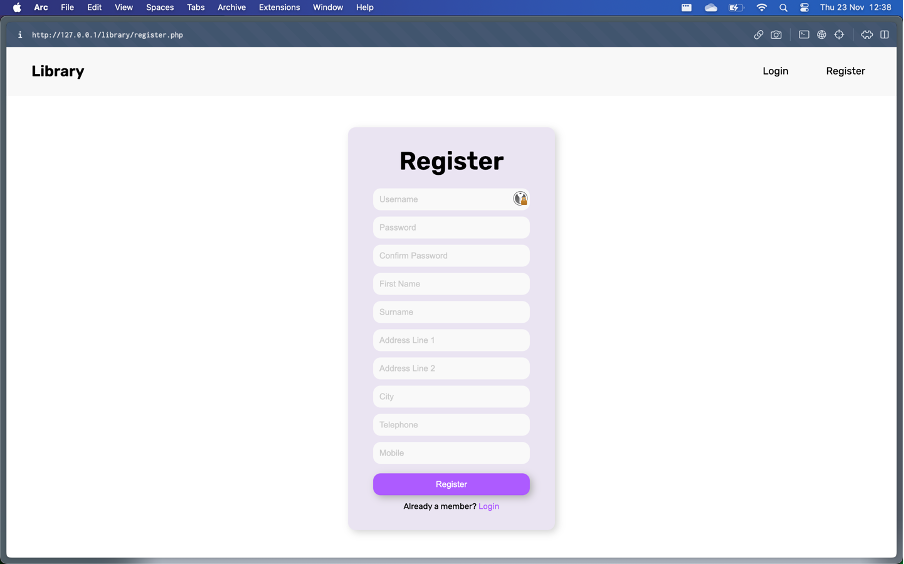 Arc File Edit View Spaces Tabs Archive Extensions Window Help Thu 23 Nov 12:38
http://127.0.0.1/library/register.php
Library Login Register
Register
Username
Password
Confirm Password
First Name
Surname
Address Line 1
Address Line 2
City
Telephone
Mobile
Register
Already a member? Login